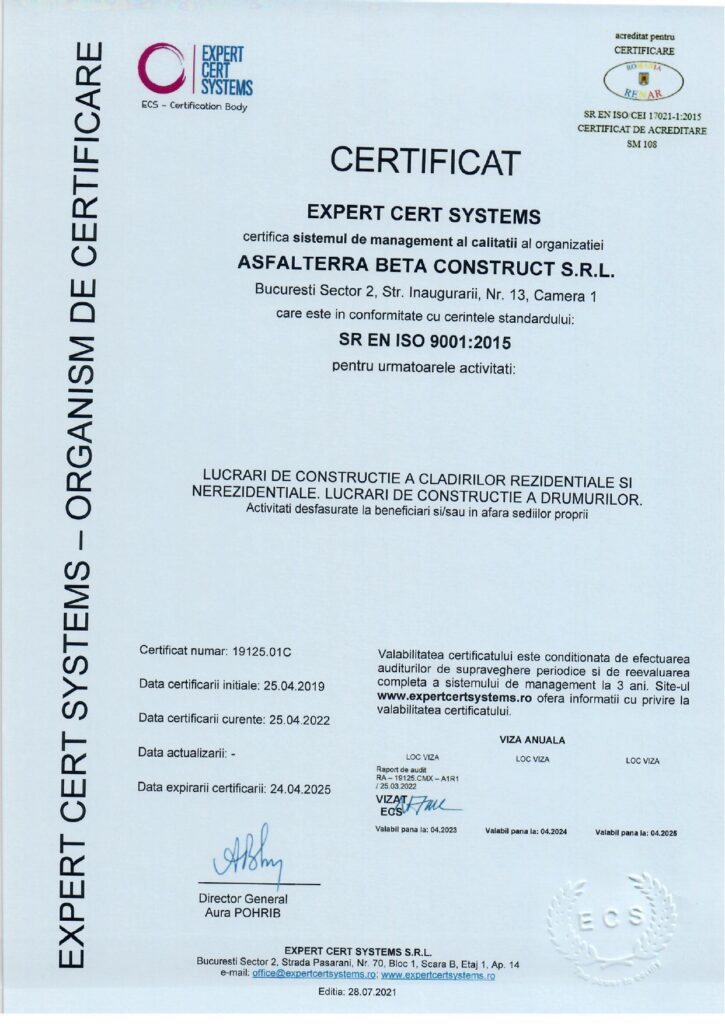 EXPERT CERT SYSTEMS – ORGANISM DE CERTIFICARE
EXPERT
CERT
SYSTEMS
ECS – Certification Body
acreditat pentru
CERTIFICARE
ROMANIA
RENAR
SR EN ISO/CEI 17021-1:2015
CERTIFICAT DE ACREDITARE
SM 108
CERTIFICAT
EXPERT CERT SYSTEMS
certifica sistemul de management al calitatii al organizatiei
ASFALTERRA BETA CONSTRUCT S.R.L.
Bucuresti Sector 2, Str. Inaugurarii, Nr. 13, Camera 1
care este in conformitate cu cerintele standardului:
SR EN ISO 9001:2015
pentru urmatoarele activitati:
LUCRARI DE CONSTRUCTIE A CLADIRILOR REZIDENTIALE SI
NEREZIDENTIALE. LUCRARI DE CONSTRUCTIE A DRUMURILOR.
Activitati desfasurate la beneficiari si/sau in afara sediilor proprii
Certificat numar: 19125.01C
Data certificarii initiale: 25.04.2019
Data certificarii curente: 25.04.2022
Data actualizarii: -
Data expirarii certificarii: 24.04.2025
Valabilitatea certificatului este conditionata de efectuarea
auditurilor de supraveghere periodice si de reevaluarea
completa a sistemului de management la 3 ani. Site-ul
www.expertcertsystems.ro ofera informatii cu privire la
valabilitatea certificatului.
VIZA ANUALA
LOC VIZA LOC VIZA LOC VIZA
Raport de audit
RA – 19125.CMX – A1R1
/ 25.03.2022
VIZAT
ECS
Valabil pana la: 04.2023 Valabil pana la: 04.2024 Valabil pana la: 04.2025
Director General
Aura POHRIB
ECS
EXPERT CERT SYSTEMS S.R.L.
Bucuresti Sector 2, Strada Pasarani, Nr. 70, Bloc 1, Scara B, Etaj 1, Ap. 14
e-mail: office@expertcertsystems.ro; www.expertcertsystems.ro
Editia: 28.07.2021